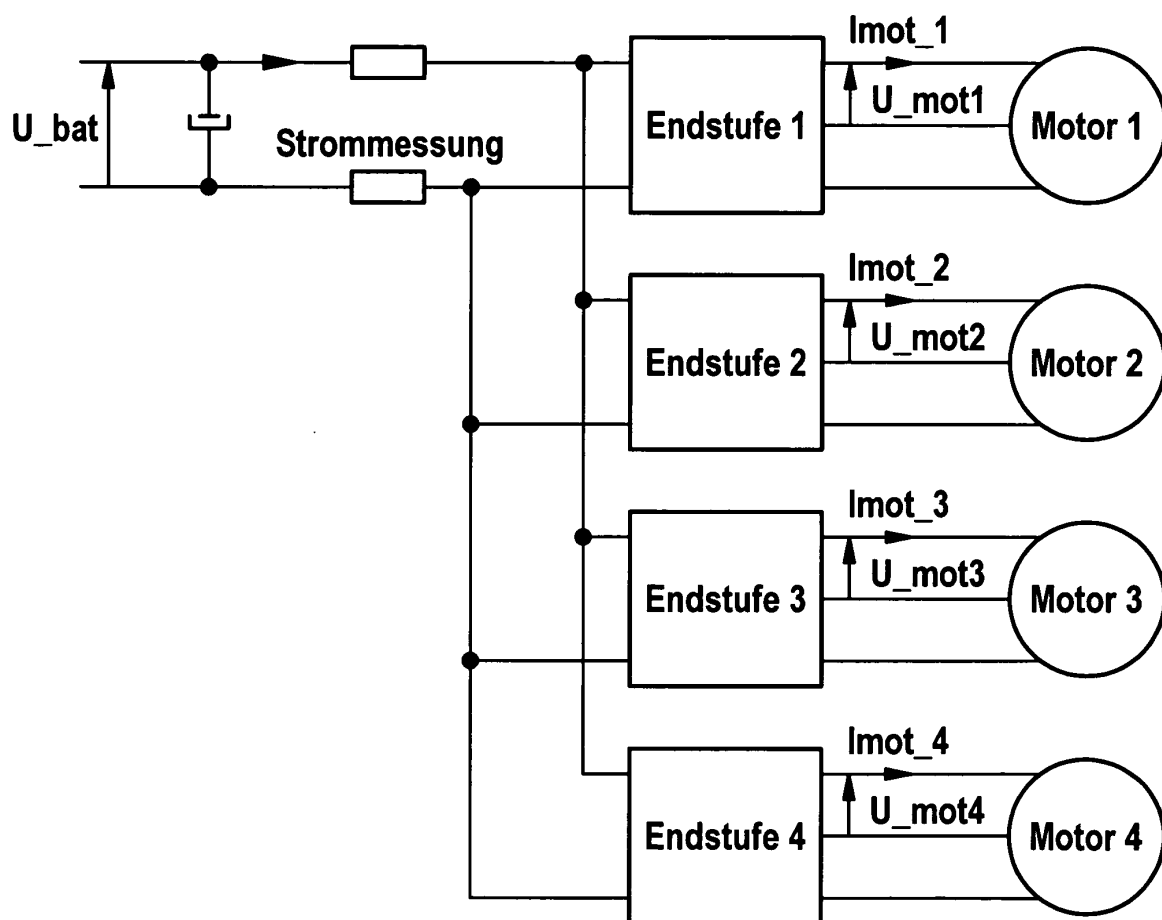 Imot_1
U_mot1
U_bat
Strommessung
Endstufe 1
Motor 1
Imot_2
U_mot2
Endstufe 2
Motor 2
Imot_3
U_mot3
Endstufe 3
Motor 3
Imot_4
U_mot4
Endstufe 4
Motor 4